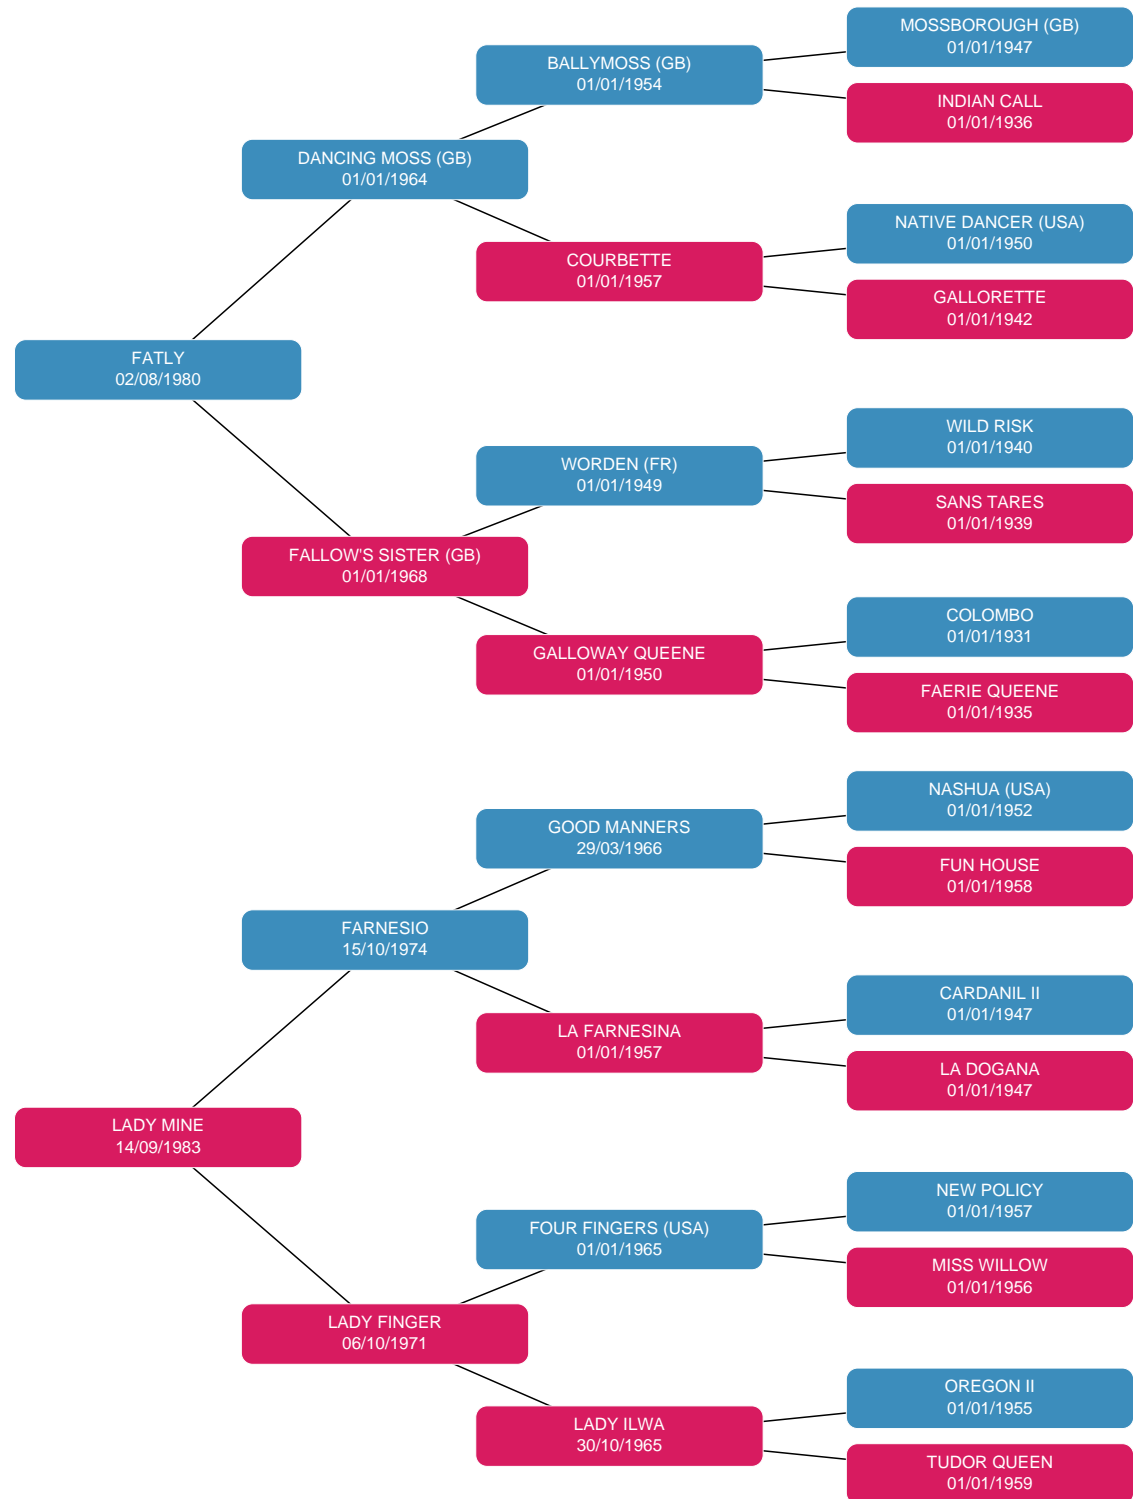 MOSSBOROUGH (GB)
01/01/1947
BALLYMOSS (GB)
01/01/1954
INDIAN CALL
01/01/1936
DANCING MOSS (GB)
01/01/1964
NATIVE DANCER (USA)
01/01/1950
COURBETTE
01/01/1957
GALLORETTE
01/01/1942
FATLY
02/08/1980
WILD RISK
01/01/1940
WORDEN (FR)
01/01/1949
SANS TARES
01/01/1939
FALLOW'S SISTER (GB)
01/01/1968
COLOMBO
01/01/1931
GALLOWAY QUEENE
01/01/1950
FAERIE QUEENE
01/01/1935
NASHUA (USA)
01/01/1952
GOOD MANNERS
29/03/1966
FUN HOUSE
01/01/1958
FARNESIO
15/10/1974
CARDANIL II
01/01/1947
LA FARNESINA
01/01/1957
LA DOGANA
01/01/1947
LADY MINE
14/09/1983
NEW POLICY
01/01/1957
FOUR FINGERS (USA)
01/01/1965
MISS WILLOW
01/01/1956
LADY FINGER
06/10/1971
OREGON II
01/01/1955
LADY ILWA
30/10/1965
TUDOR QUEEN
01/01/1959